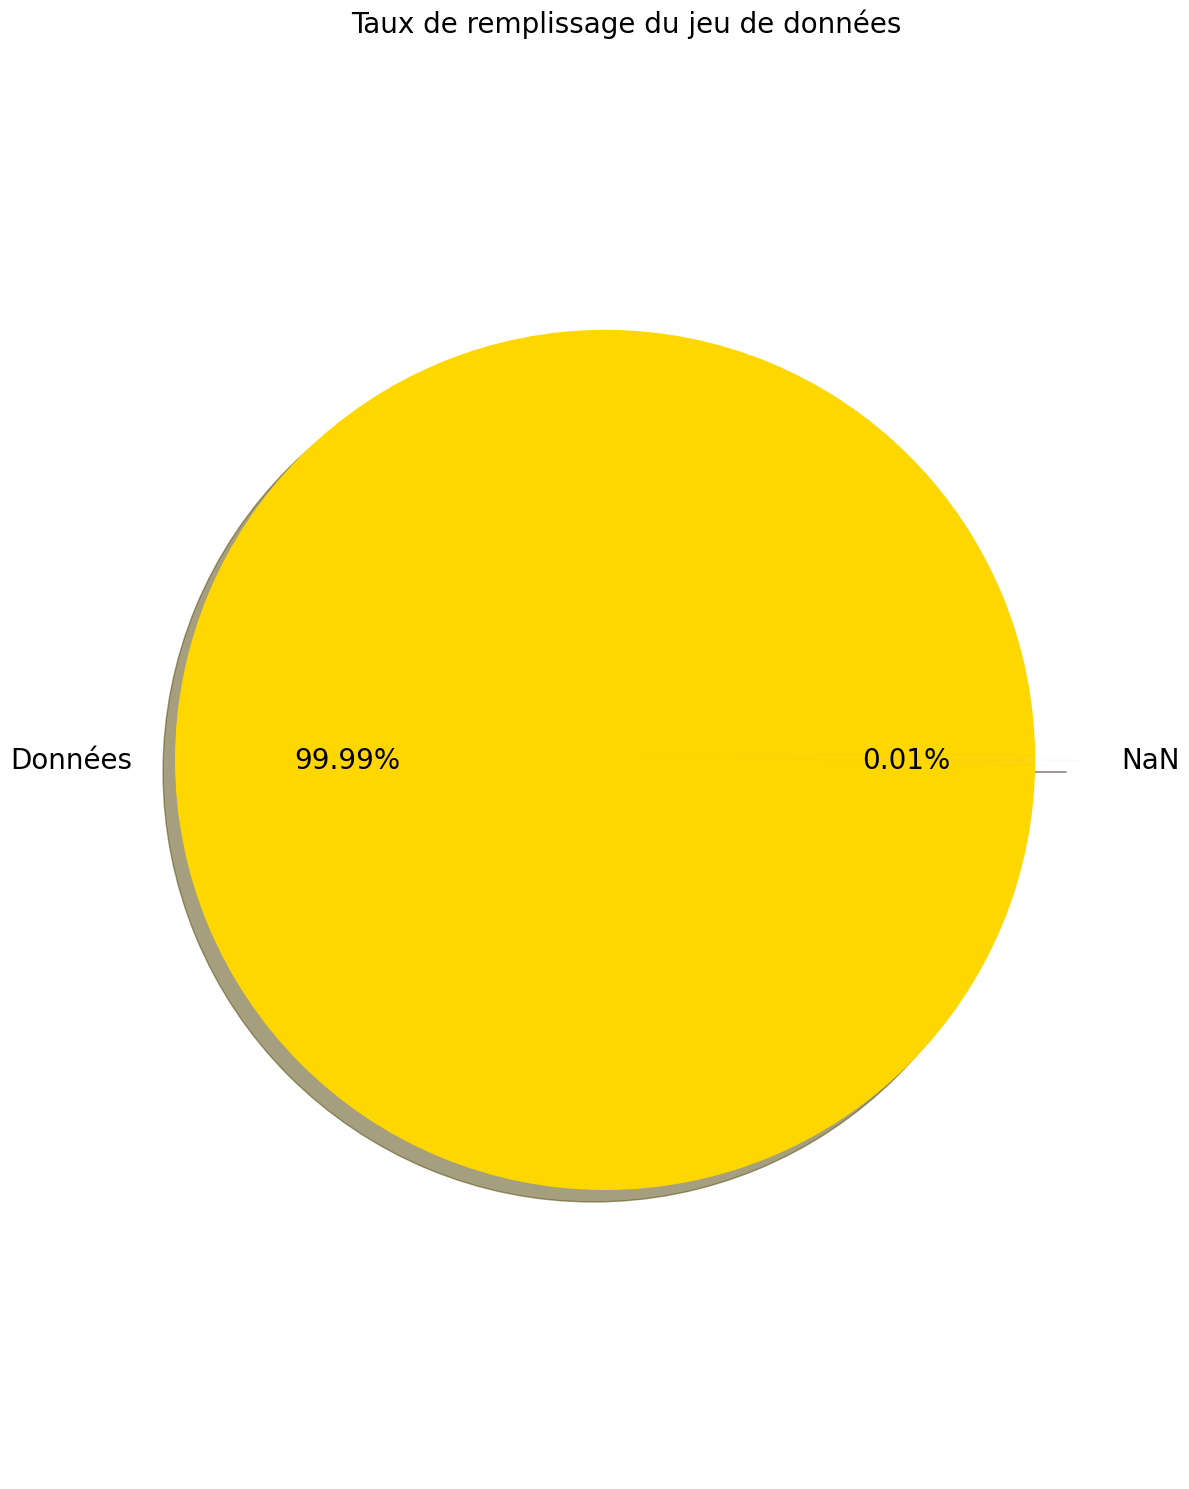 Taux de remplissage du jeu de données
Données
99.99%
0.01%
NaN